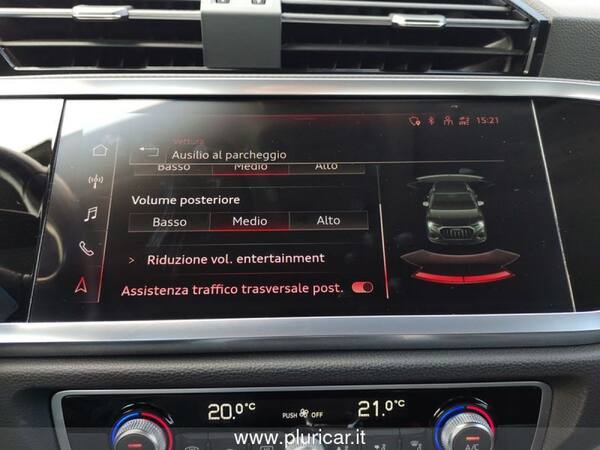 15:21
Vettura
Ausilio al parcheggio
Basso Medio Alto
Volume posteriore
Basso Medio Alto
> Riduzione vol. entertainment
Assistenza traffico trasversale post.
20.0°C PUSH OFF 21.0°C
A/C
www.pluricar.it